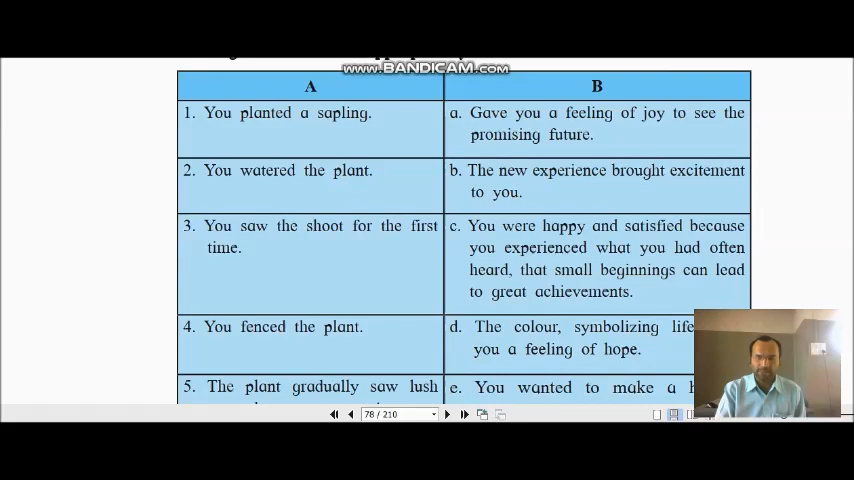 www.BANDICAM.com
A
B
1. You planted a sapling.
a. Gave you a feeling of joy to see the
promising future.
2. You watered the plant.
b. The new experience brought excitement
to you.
3. You saw the shoot for the first
time.
c. You were happy and satisfied because
you experienced what you had often
heard, that small beginnings can lead
to great achievements.
4. You fenced the plant.
d. The colour, symbolizing life
you a feeling of hope.
5. The plant gradually saw lush
e. You wanted to make a
78 / 210